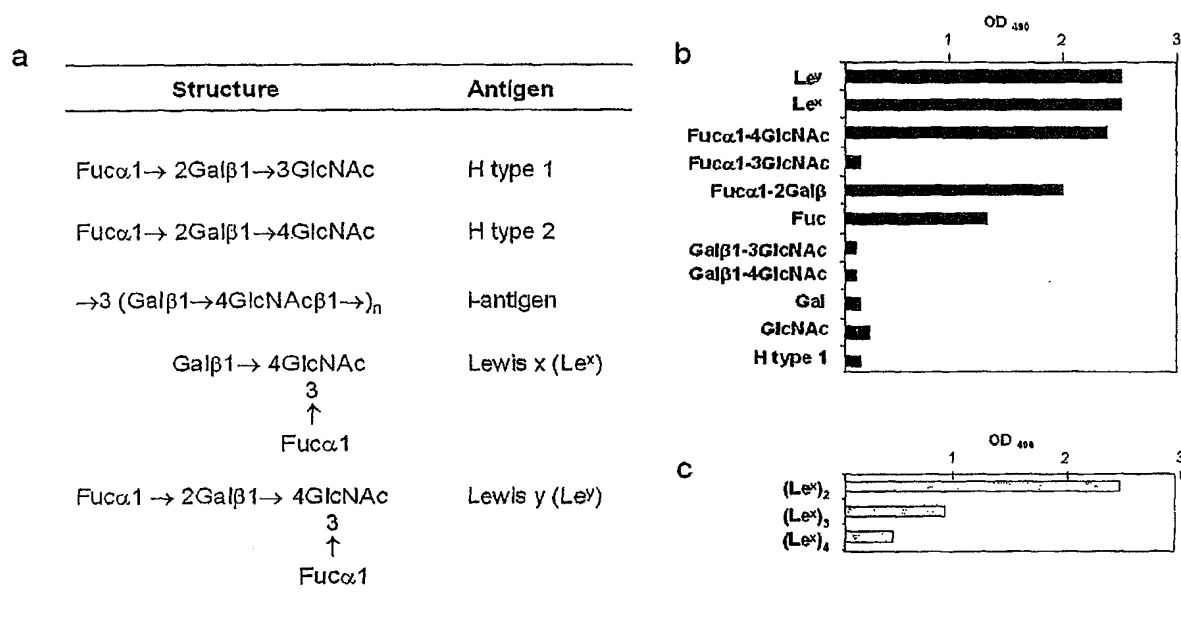 a
Structure Antigen
Fucα1→ 2Galβ1→3GlcNAc H type 1
Fucα1→ 2Galβ1→4GlcNAc H type 2
→3 (Galβ1→4GlcNAcβ1→)n i-antigen
Galβ1→ 4GlcNAc Lewis x (Leˣ)
3
↑
Fucα1
Fucα1 → 2Galβ1→ 4GlcNAc Lewis y (Leʸ)
3
↑
Fucα1
b
OD 490
1 2 3
Leʸ
Leˣ
Fucα1-4GlcNAc
Fucα1-3GlcNAc
Fucα1-2Galβ
Fuc
Galβ1-3GlcNAc
Galβ1-4GlcNAc
Gal
GlcNAc
H type 1
c
OD 490
1 2 3
(Leˣ)₂
(Leˣ)₃
(Leˣ)₄